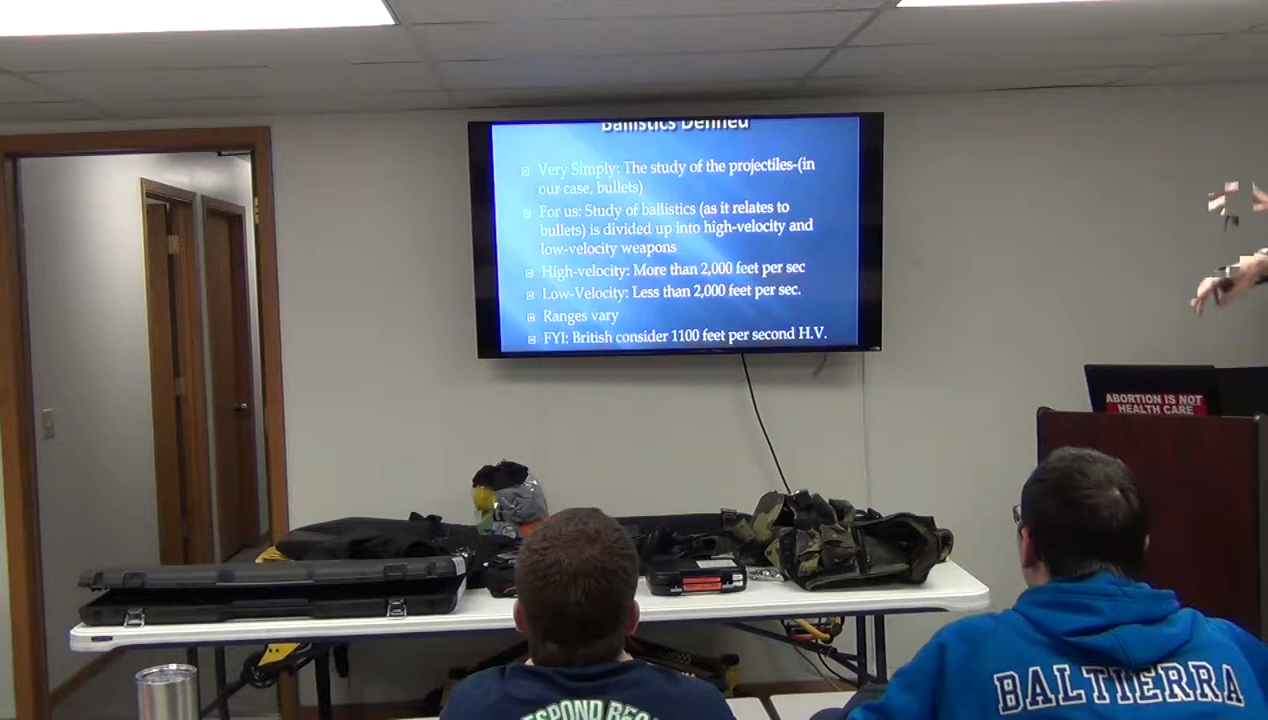 Ballistics Defined
Very Simply: The study of the projectiles-(in
our case, bullets)
For us: Study of ballistics (as it relates to
bullets) is divided up into high-velocity and
low-velocity weapons
High-velocity: More than 2,000 feet per sec
Low-Velocity: Less than 2,000 feet per sec.
Ranges vary
FYI: British consider 1100 feet per second H.V.
ABORTION IS NOT
HEALTH CARE
BALTIERRA